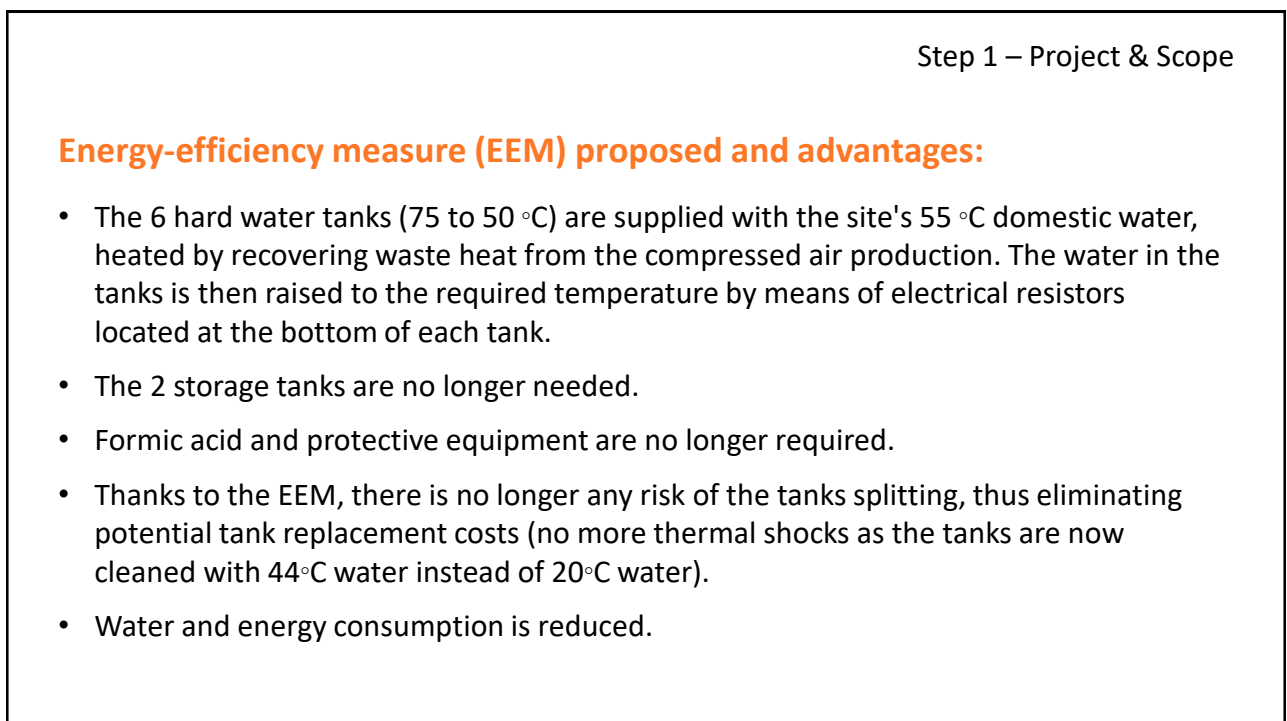 Step 1 – Project & Scope
Energy-efficiency measure (EEM) proposed and advantages:
• The 6 hard water tanks (75 to 50 ◦C) are supplied with the site's 55 ◦C domestic water,
heated by recovering waste heat from the compressed air production. The water in the
tanks is then raised to the required temperature by means of electrical resistors
located at the bottom of each tank.
• The 2 storage tanks are no longer needed.
• Formic acid and protective equipment are no longer required.
• Thanks to the EEM, there is no longer any risk of the tanks splitting, thus eliminating
potential tank replacement costs (no more thermal shocks as the tanks are now
cleaned with 44◦C water instead of 20◦C water).
• Water and energy consumption is reduced.